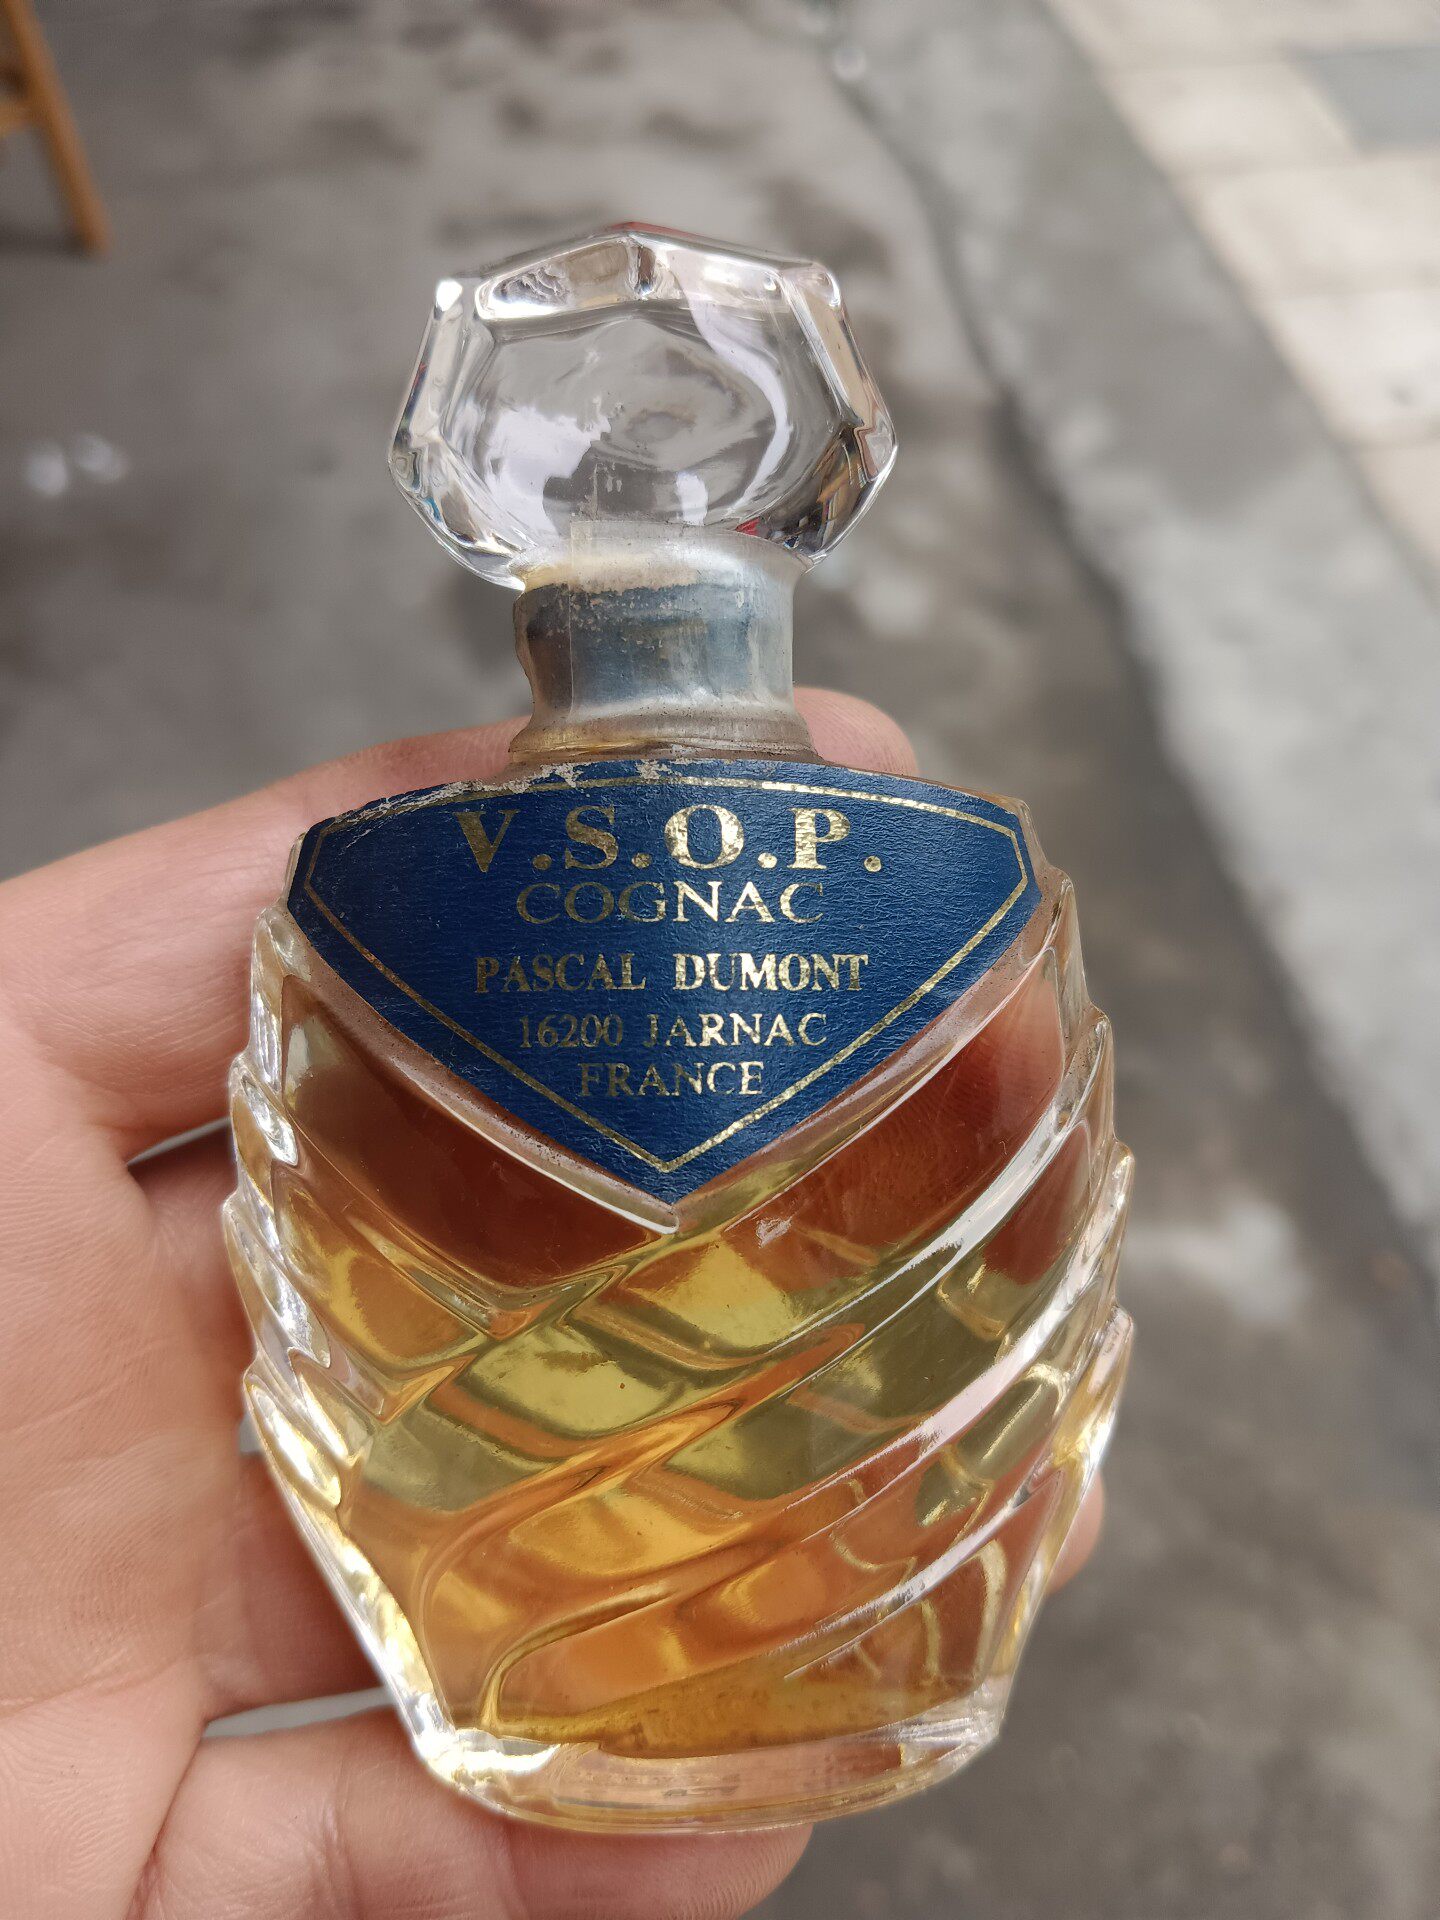 V.S.O.P.
COGNAC
PASCAL DUMONT
16200 JARNAC
FRANCE